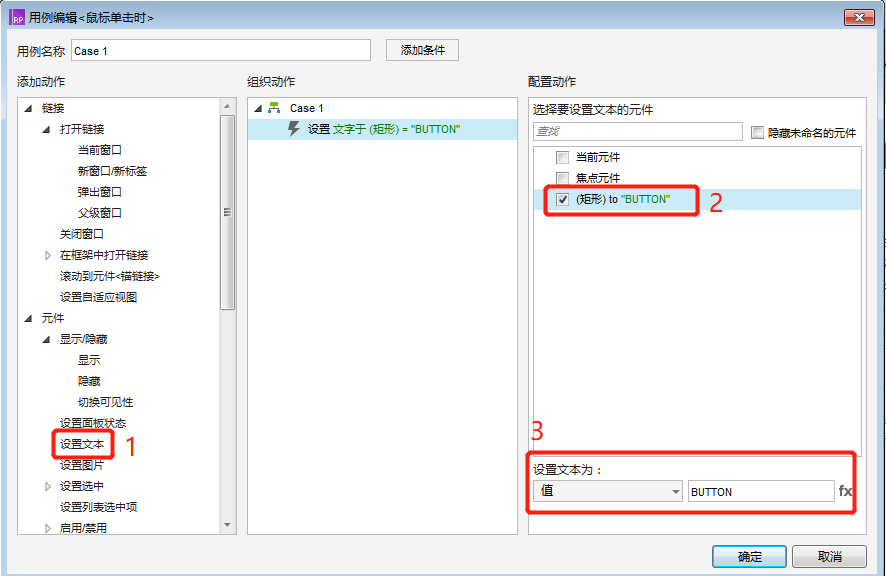 RP 用例编辑<鼠标单击时>
用例名称 Case 1 添加条件
添加动作
链接
打开链接
当前窗口
新窗口/新标签
弹出窗口
父级窗口
关闭窗口
在框架中打开链接
滚动到元件<锚链接>
设置自适应视图
元件
显示/隐藏
显示
隐藏
切换可见性
设置面板状态
设置文本 1
设置图片
设置选中
设置列表选中项
启用/禁用
组织动作
Case 1
设置 文字于 (矩形) = "BUTTON"
配置动作
选择要设置文本的元件
查找 隐藏未命名的元件
当前元件
焦点元件
(矩形) to "BUTTON" 2
3
设置文本为：
值 BUTTON fx
确定 取消